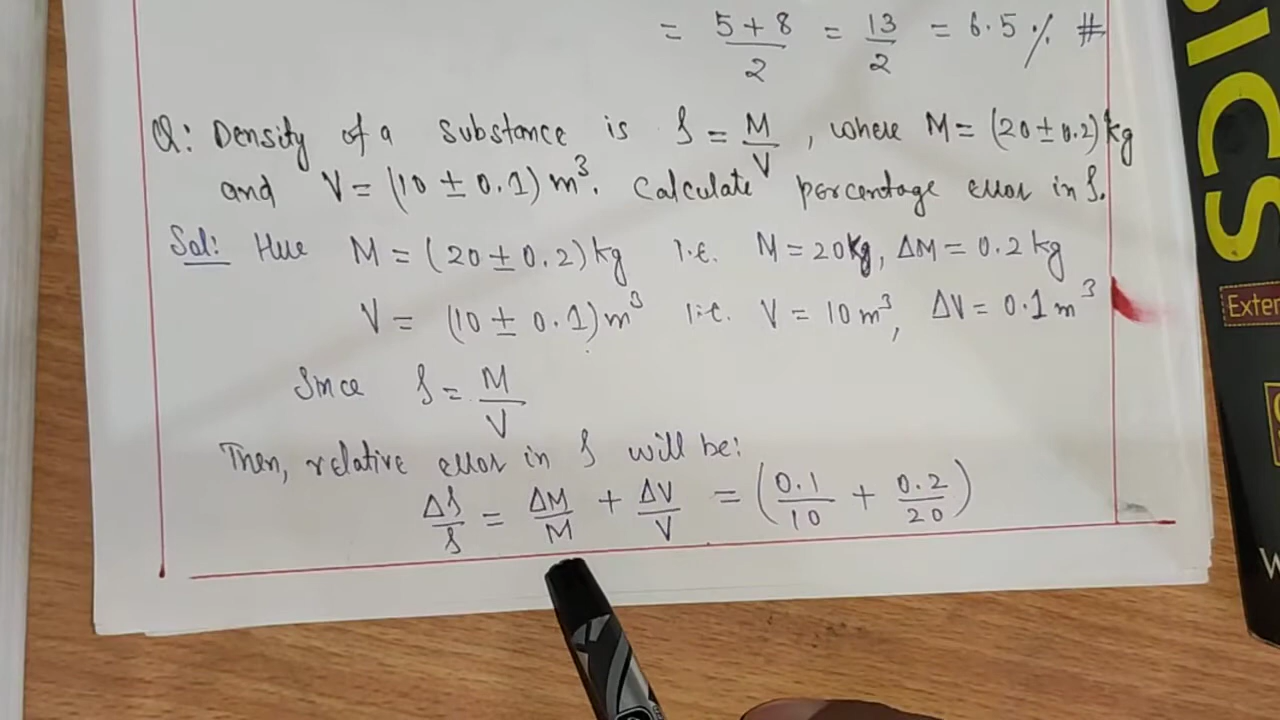 = 5+8/2 = 13/2 = 6.5% #
Q: Density of a substance is ρ = M/V, where M = (20 ± 0.2) kg
and V = (10 ± 0.1) m³. Calculate percentage error in ρ.
Sol: Here M = (20 ± 0.2) kg i.e. M = 20 kg, ΔM = 0.2 kg
V = (10 ± 0.1) m³ i.e. V = 10 m³, ΔV = 0.1 m³
Since ρ = M/V
Then, relative error in ρ will be:
Δρ/ρ = ΔM/M + ΔV/V = (0.1/10 + 0.2/20)
ICS